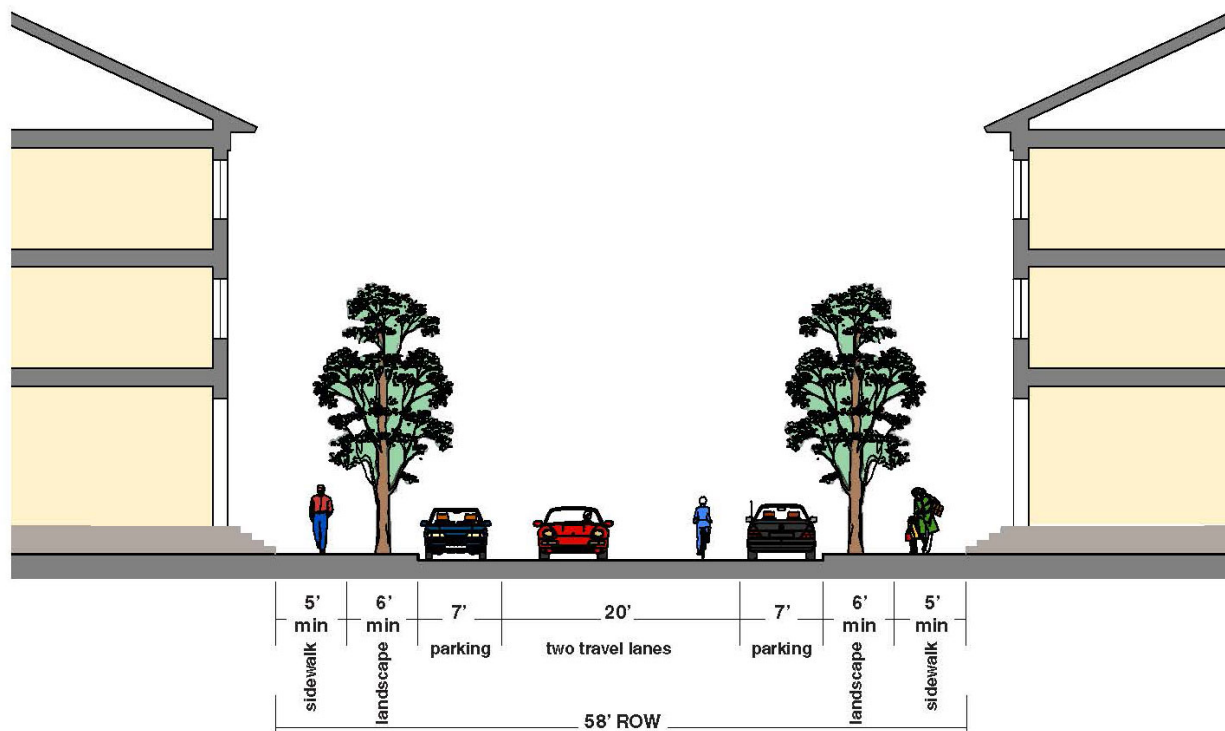 5’ min sidewalk
6’ min landscape
7’ parking
20’ two travel lanes
7’ parking
6’ min landscape
5’ min sidewalk
58’ ROW